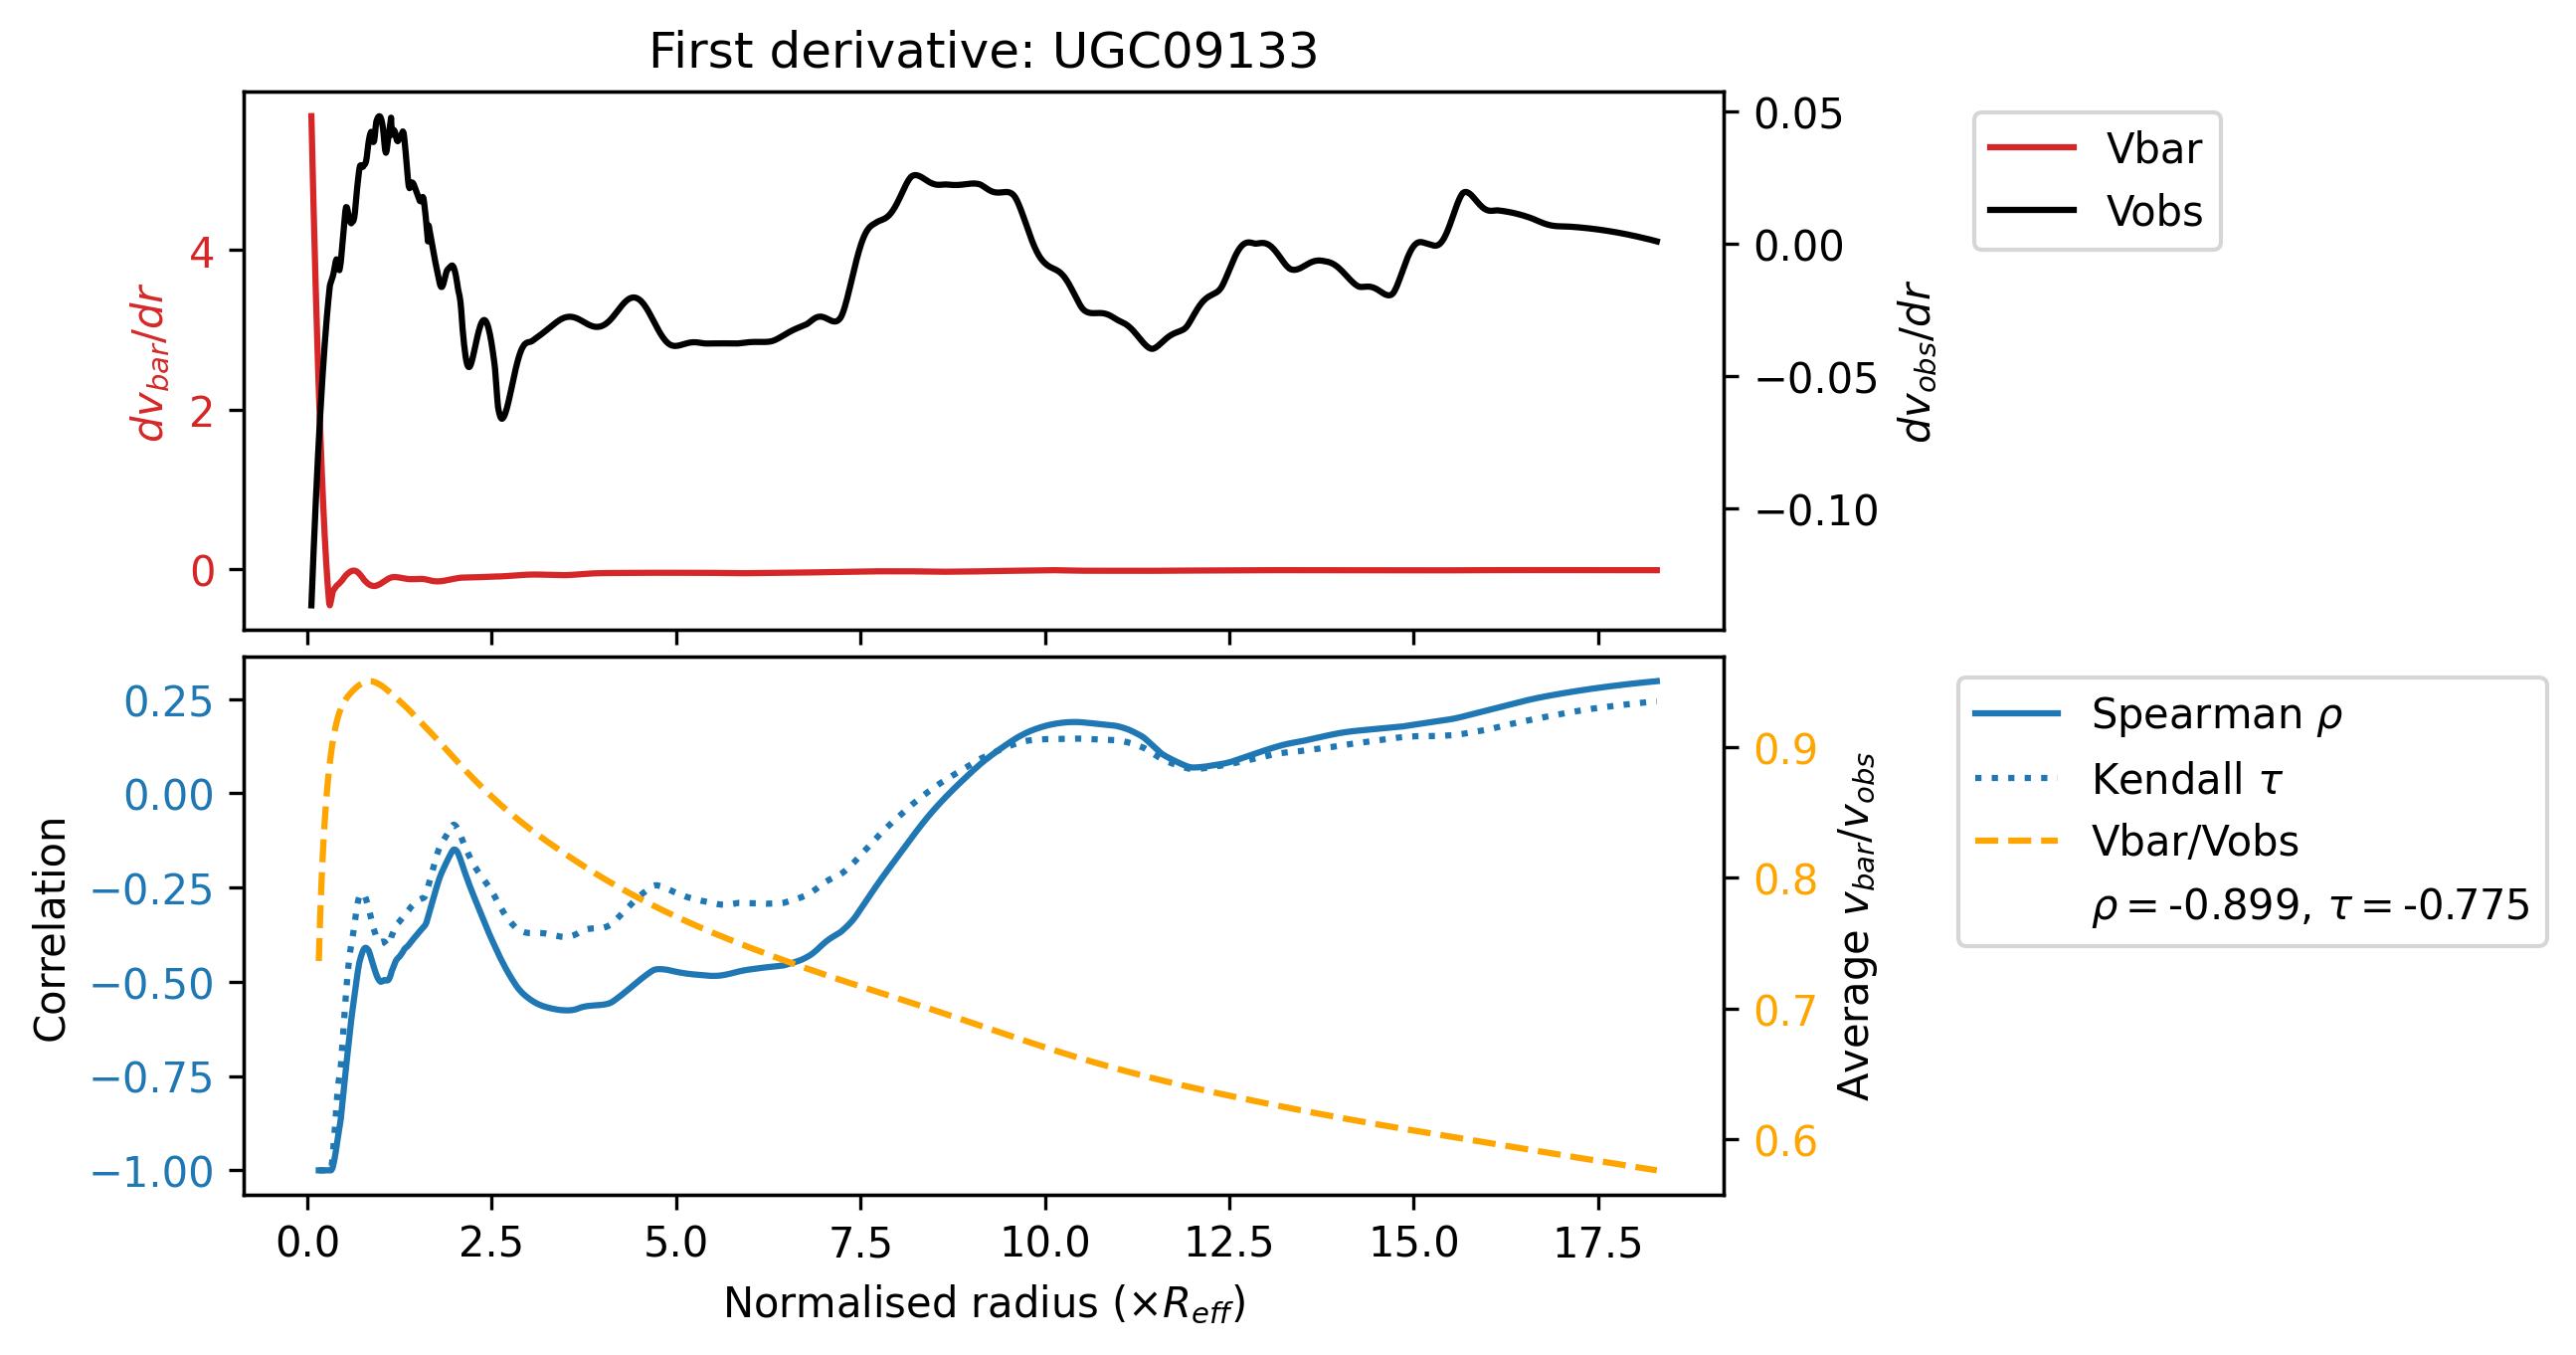 First derivative: UGC09133
dv_bar/dr
4
2
0
0.05
0.00
−0.05
−0.10
dv_obs/dr
Vbar
Vobs
Correlation
0.25
0.00
−0.25
−0.50
−0.75
−1.00
0.9
0.8
0.7
0.6
Average v_bar/v_obs
Spearman ρ
Kendall τ
Vbar/Vobs
ρ = -0.899, τ = -0.775
0.0 2.5 5.0 7.5 10.0 12.5 15.0 17.5
Normalised radius (×R_eff)